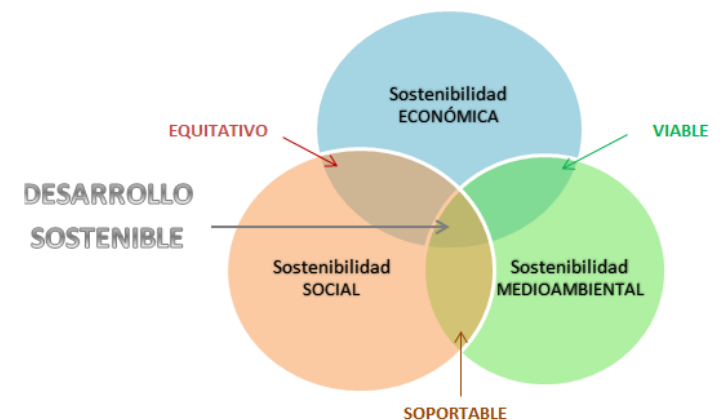 Sostenibilidad
ECONÓMICA
EQUITATIVO
VIABLE
DESARROLLO
SOSTENIBLE
Sostenibilidad
SOCIAL
Sostenibilidad
MEDIOAMBIENTAL
SOPORTABLE